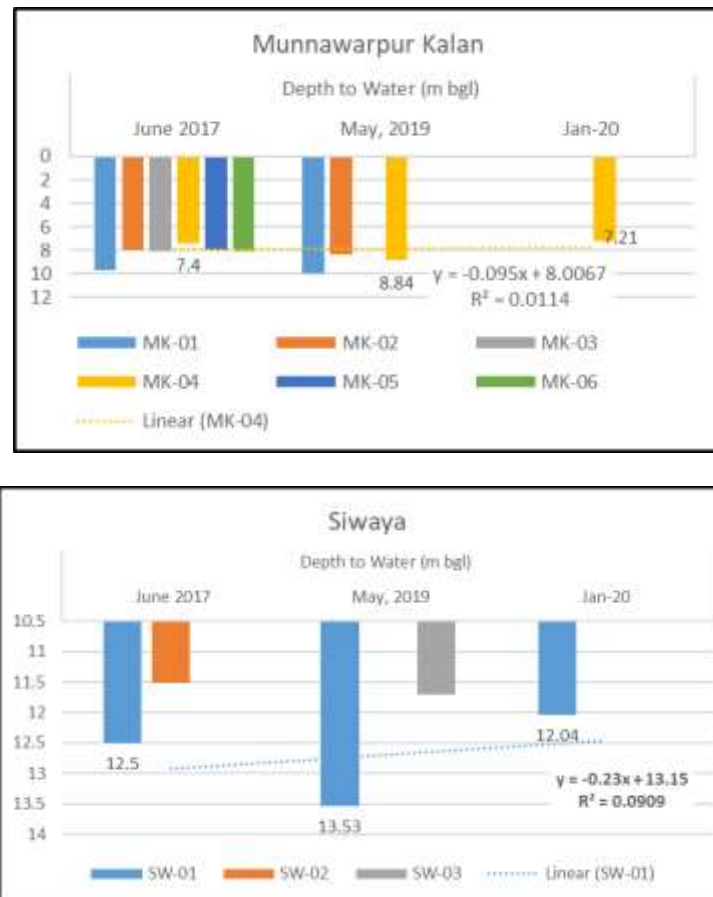 Munnawarpur Kalan
Depth to Water (m bgl)
June 2017 May, 2019 Jan-20
0
2
4
6
8
10
12
7.4
8.84
7.21
y = -0.095x + 8.0067
R² = 0.0114
MK-01 MK-02 MK-03
MK-04 MK-05 MK-06
Linear (MK-04)
Siwaya
Depth to Water (m bgl)
June 2017 May, 2019 Jan-20
10.5
11
11.5
12
12.5
13
13.5
14
12.5
13.53
12.04
y = -0.23x + 13.15
R² = 0.0909
SW-01 SW-02 SW-03 Linear (SW-01)